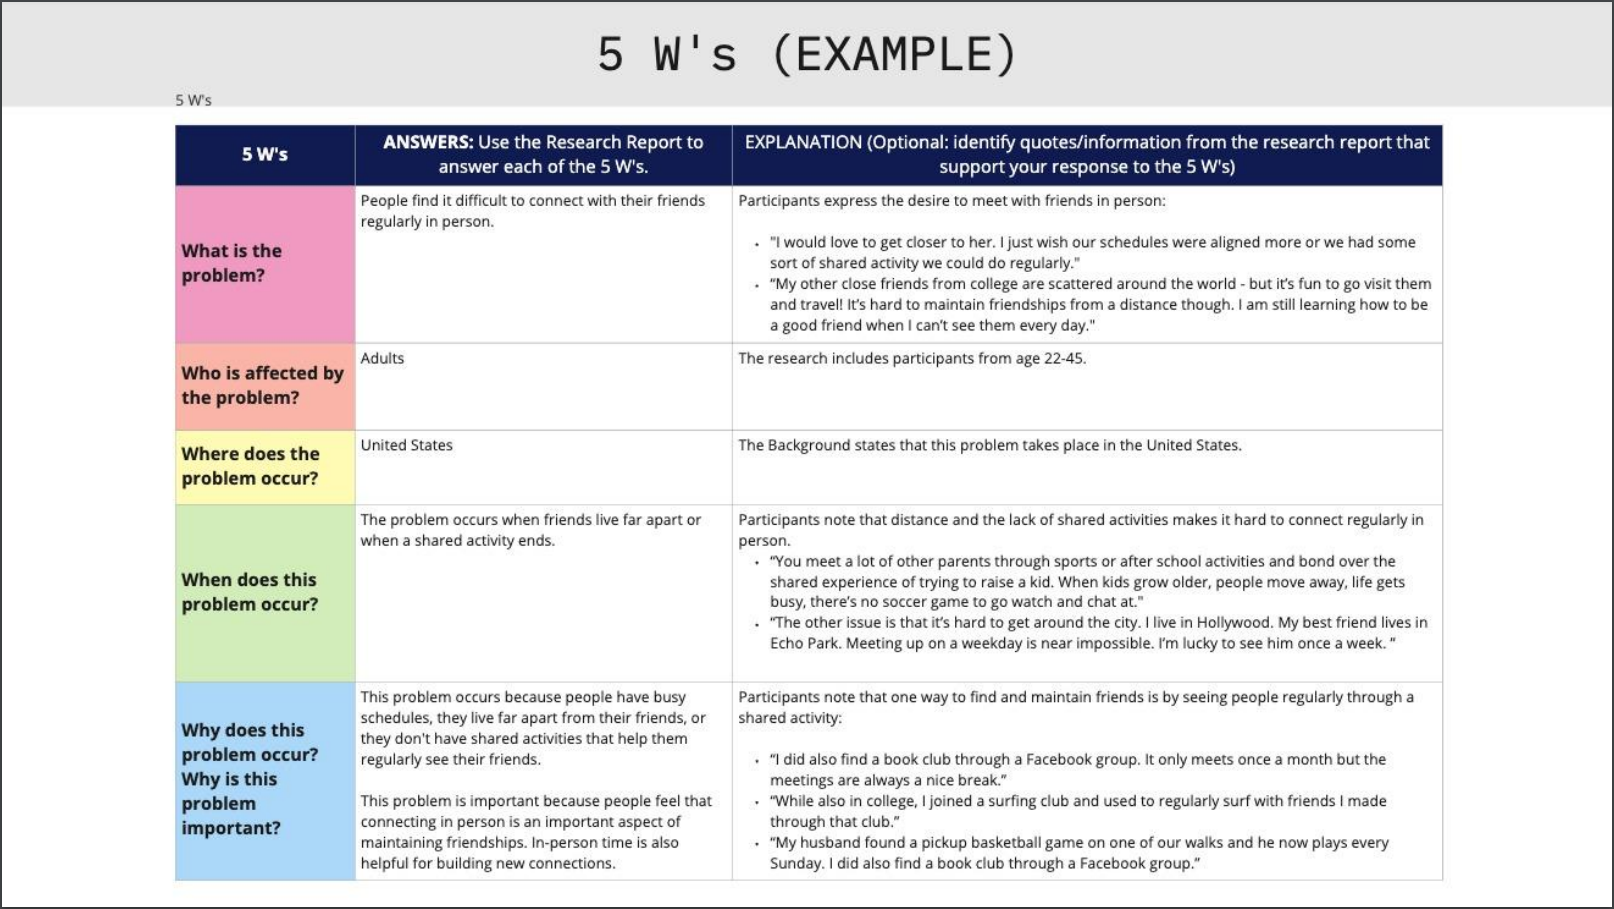 5 W's (EXAMPLE)
5 W's
5 W's
ANSWERS: Use the Research Report to
answer each of the 5 W's.
EXPLANATION (Optional: identify quotes/information from the research report that
support your response to the 5 W's)
What is the
problem?
People find it difficult to connect with their friends
regularly in person.
Participants express the desire to meet with friends in person:
• "I would love to get closer to her. I just wish our schedules were aligned more or we had some
sort of shared activity we could do regularly."
• “My other close friends from college are scattered around the world - but it’s fun to go visit them
and travel! It’s hard to maintain friendships from a distance though. I am still learning how to be
a good friend when I can’t see them every day."
Who is affected by
the problem?
Adults
The research includes participants from age 22-45.
Where does the
problem occur?
United States
The Background states that this problem takes place in the United States.
When does this
problem occur?
The problem occurs when friends live far apart or
when a shared activity ends.
Participants note that distance and the lack of shared activities makes it hard to connect regularly in
person.
• “You meet a lot of other parents through sports or after school activities and bond over the
shared experience of trying to raise a kid. When kids grow older, people move away, life gets
busy, there’s no soccer game to go watch and chat at."
• “The other issue is that it’s hard to get around the city. I live in Hollywood. My best friend lives in
Echo Park. Meeting up on a weekday is near impossible. I’m lucky to see him once a week. “
Why does this
problem occur?
Why is this
problem
important?
This problem occurs because people have busy
schedules, they live far apart from their friends, or
they don't have shared activities that help them
regularly see their friends.
This problem is important because people feel that
connecting in person is an important aspect of
maintaining friendships. In-person time is also
helpful for building new connections.
Participants note that one way to find and maintain friends is by seeing people regularly through a
shared activity:
• “I did also find a book club through a Facebook group. It only meets once a month but the
meetings are always a nice break.”
• “While also in college, I joined a surfing club and used to regularly surf with friends I made
through that club.”
• “My husband found a pickup basketball game on one of our walks and he now plays every
Sunday. I did also find a book club through a Facebook group.”